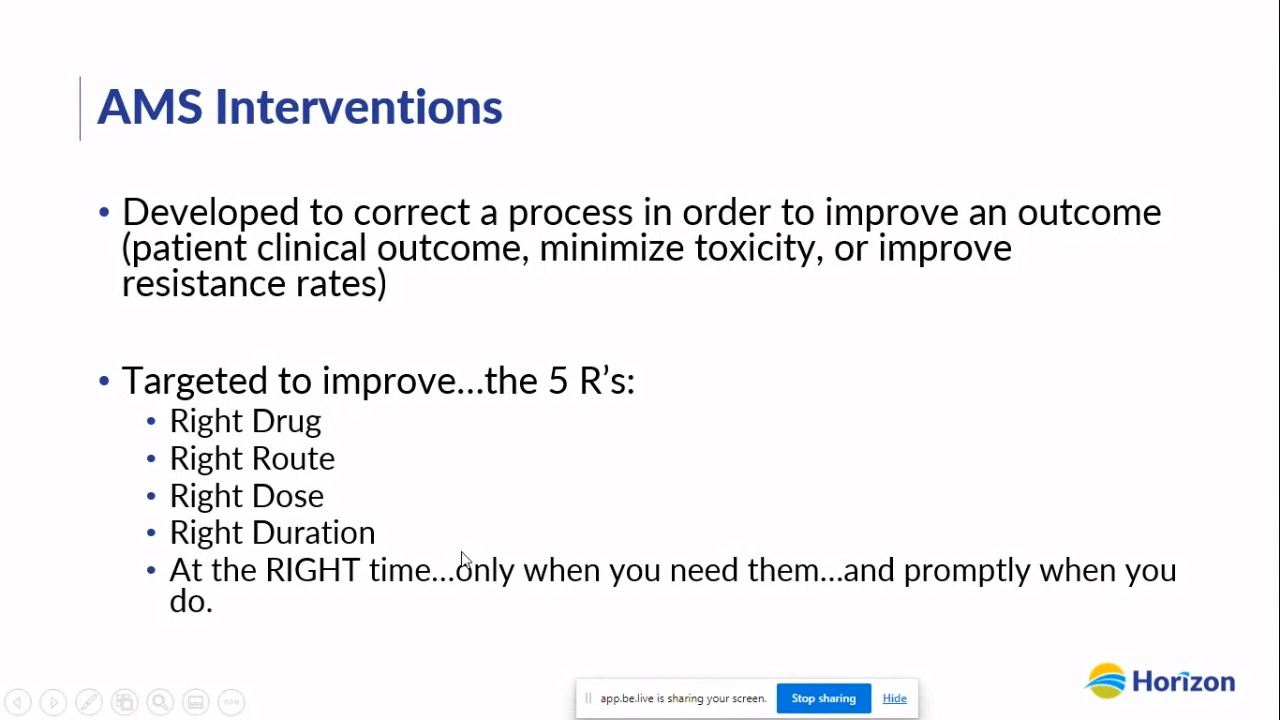 AMS Interventions
• Developed to correct a process in order to improve an outcome
(patient clinical outcome, minimize toxicity, or improve
resistance rates)
• Targeted to improve...the 5 R’s:
• Right Drug
• Right Route
• Right Dose
• Right Duration
• At the RIGHT time...only when you need them...and promptly when you
do.
Horizon
app.be.live is sharing your screen. Stop sharing Hide